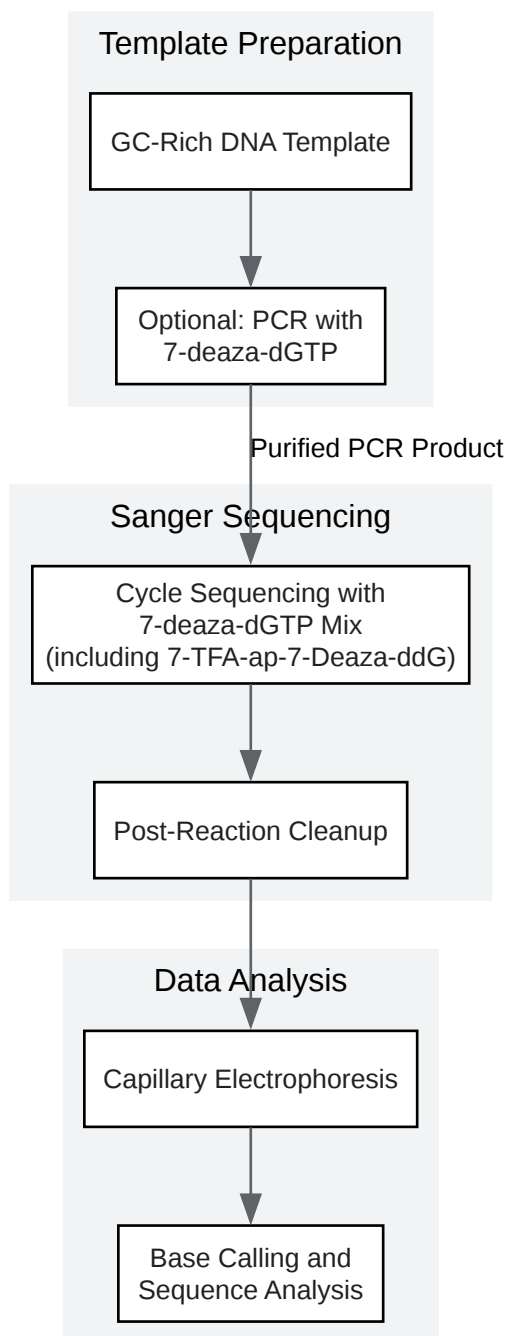 Template Preparation
GC-Rich DNA Template
Optional: PCR with
7-deaza-dGTP
Purified PCR Product
Sanger Sequencing
Cycle Sequencing with
7-deaza-dGTP Mix
(including 7-TFA-ap-7-Deaza-ddG)
Post-Reaction Cleanup
Data Analysis
Capillary Electrophoresis
Base Calling and
Sequence Analysis